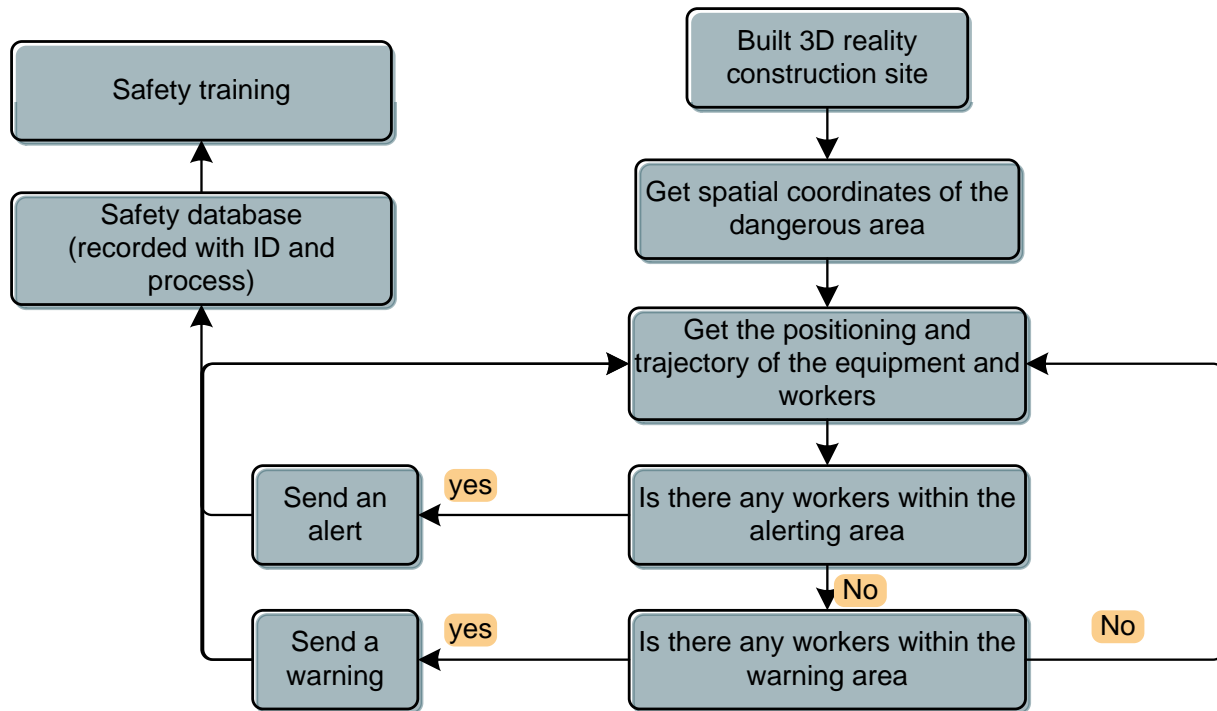 Built 3D reality
construction site
Safety training
Get spatial coordinates of the
dangerous area
Safety database
(recorded with ID and
process)
Get the positioning and
trajectory of the equipment and
workers
Send an
alert
yes
Is there any workers within the
alerting area
No
Send a
warning
yes
Is there any workers within the
warning area
No